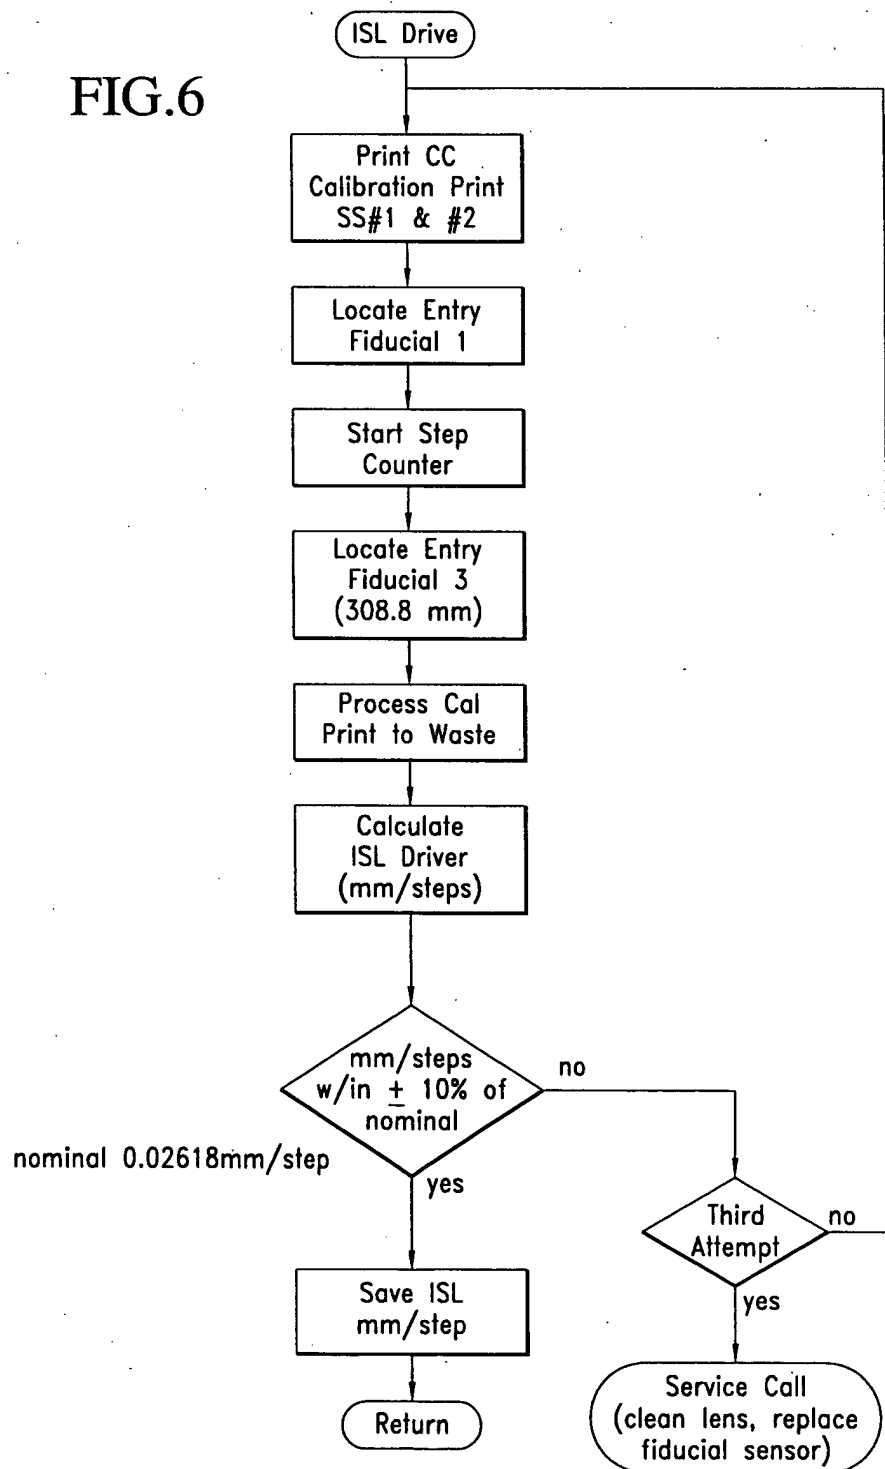 ISL Drive
FIG.6
Print CC
Calibration Print
SS#1 & #2
Locate Entry
Fiducial 1
Start Step
Counter
Locate Entry
Fiducial 3
(308.8 mm)
Process Cal
Print to Waste
Calculate
ISL Driver
(mm/steps)
mm/steps
w/in ± 10% of
nominal
no
nominal 0.02618mm/step
yes
Third
Attempt
no
yes
Save ISL
mm/step
Return
Service Call
(clean lens, replace
fiducial sensor)